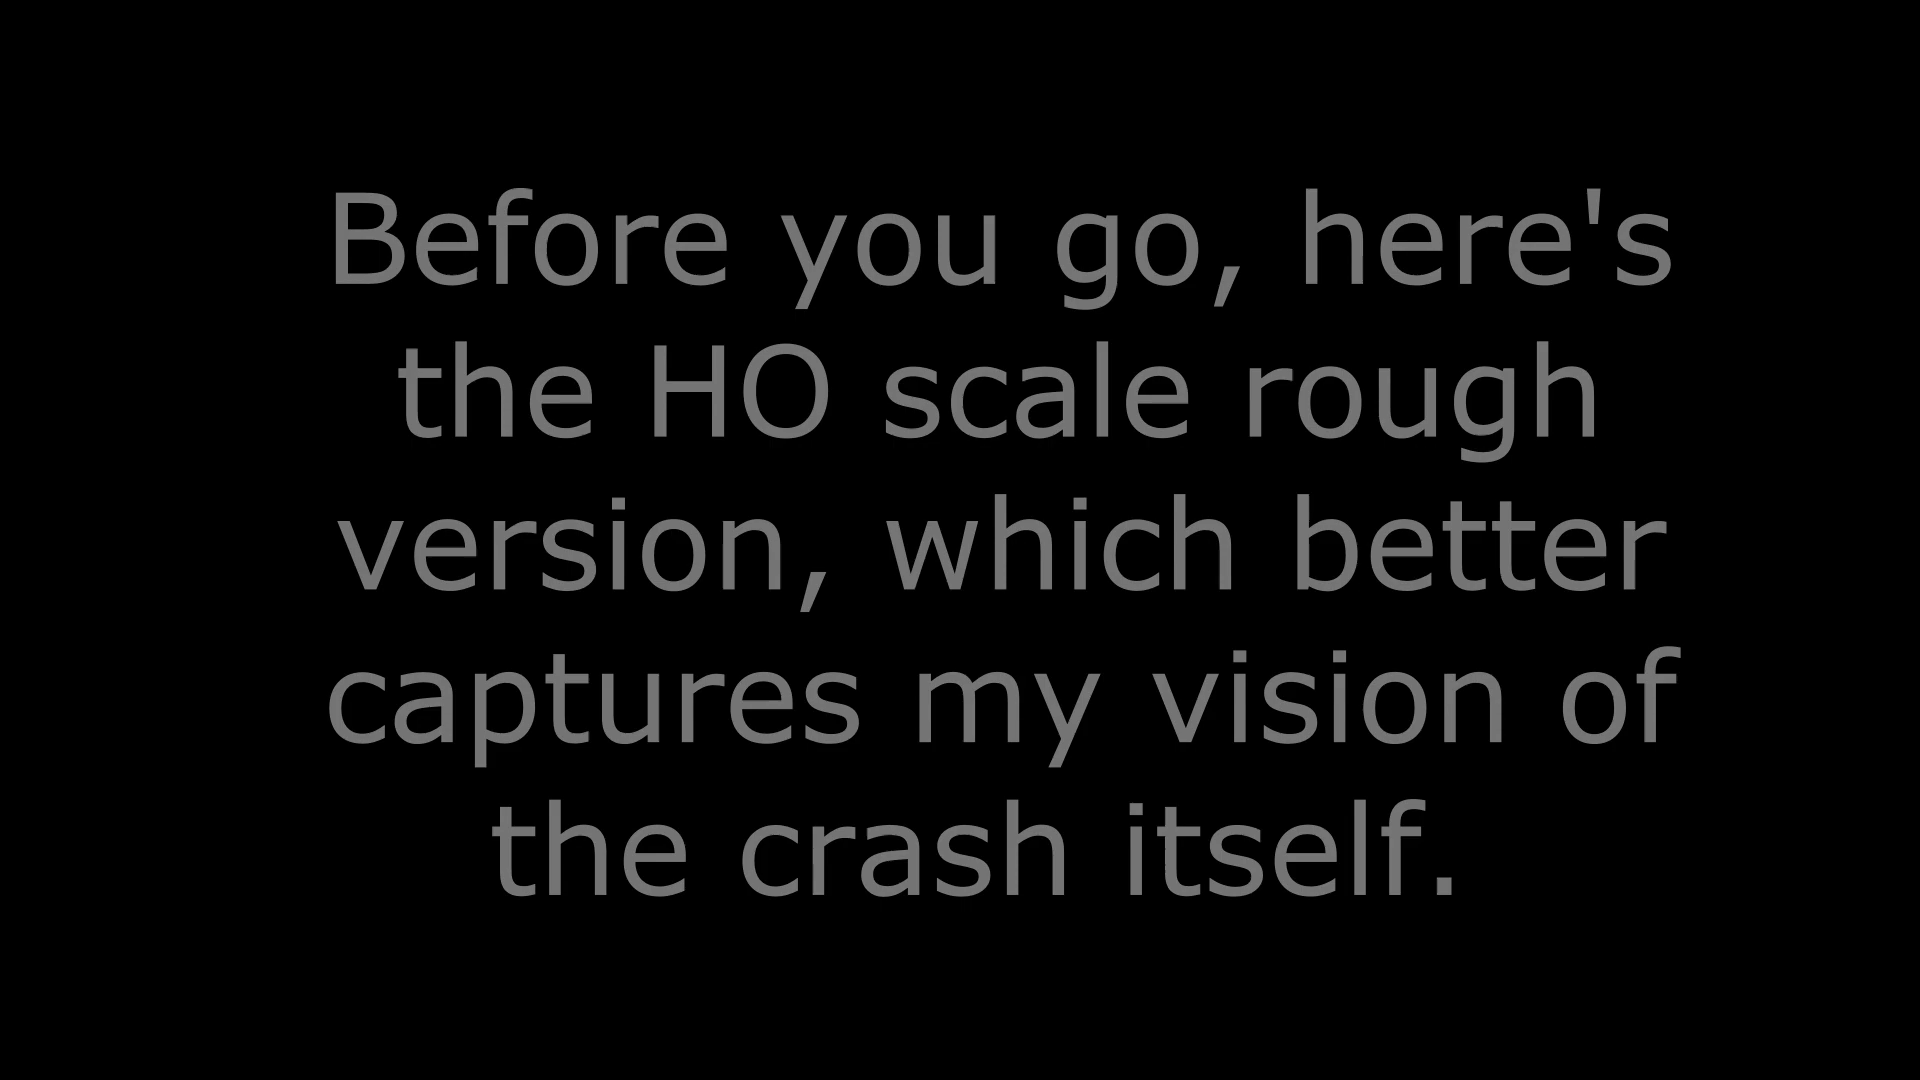 Before you go, here's
the HO scale rough
version, which better
captures my vision of
the crash itself.